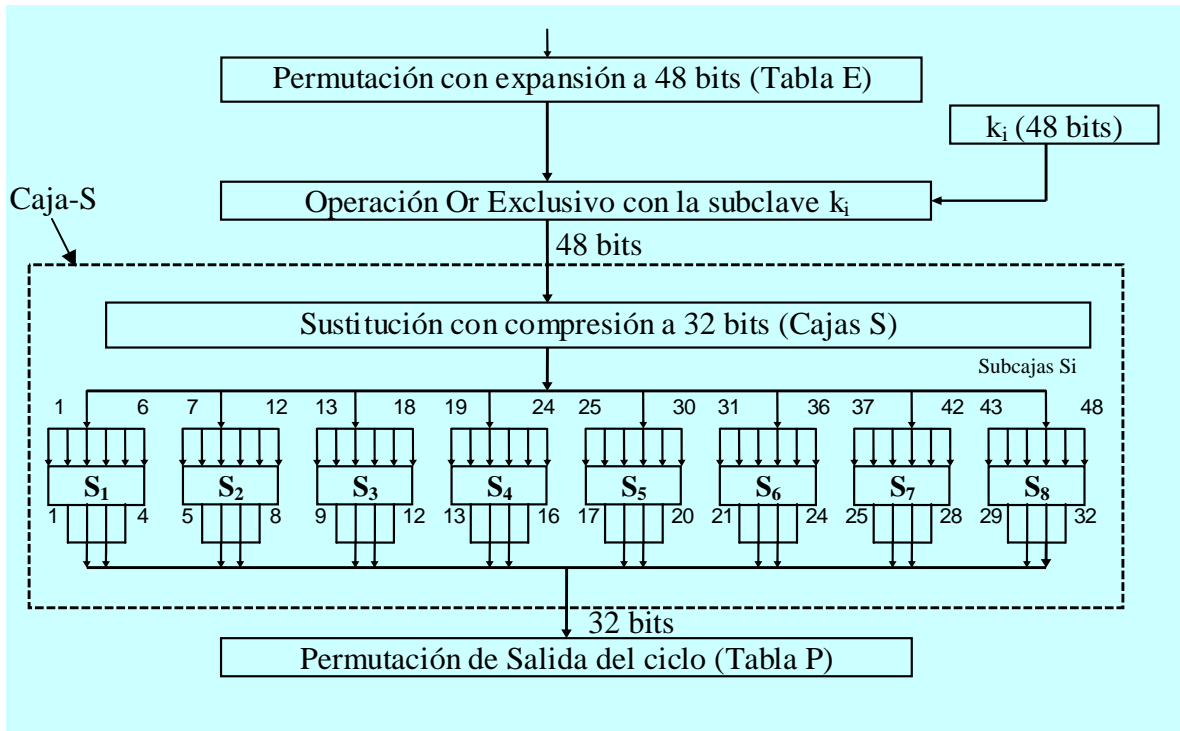 Permutación con expansión a 48 bits (Tabla E)
ki (48 bits)
Caja-S
Operación Or Exclusivo con la subclave ki
48 bits
Sustitución con compresión a 32 bits (Cajas S)
Subcajas Si
1 6 7 12 13 18 19 24 25 30 31 36 37 42 43 48
S1 S2 S3 S4 S5 S6 S7 S8
1 4 5 8 9 12 13 16 17 20 21 24 25 28 29 32
32 bits
Permutación de Salida del ciclo (Tabla P)